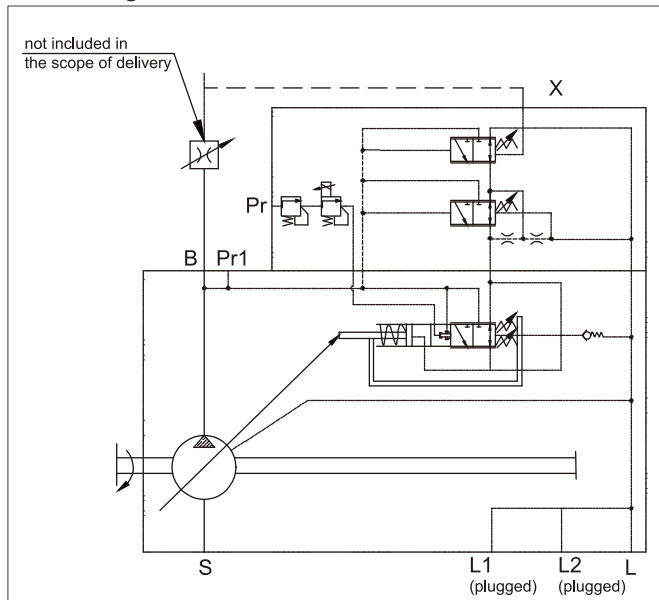 not included in
the scope of delivery
X
Pr
B Pr1
S L1 L2 L
(plugged) (plugged)